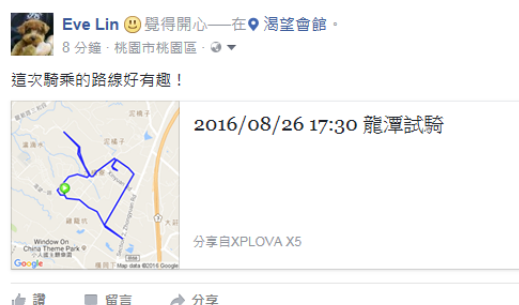 Eve Lin 覺得開心──在 渴望會館。
8 分鐘 · 桃園市桃園區 ·
這次騎乘的路線好有趣！
2016/08/26 17:30 龍潭試騎
Window On
China Theme Park
小人國主題樂園
Google
Map data ©2016 Google
分享自XPLOVA X5
讚 留言 分享